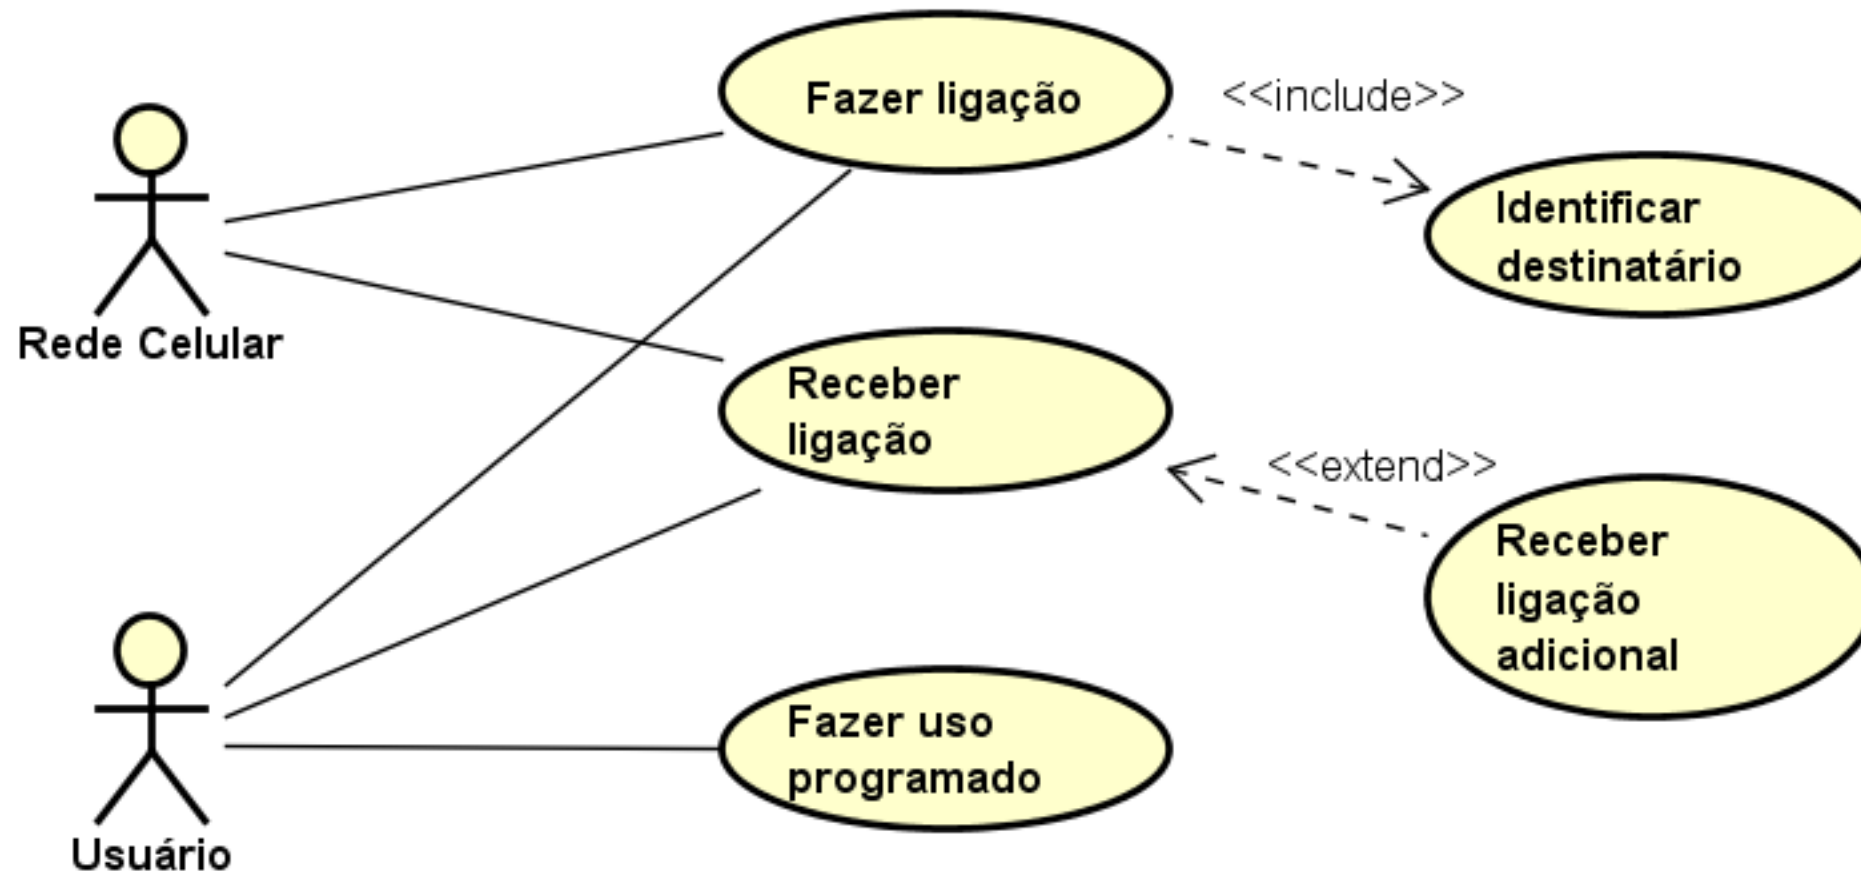 Fazer ligação
<<include>>
Identificar
destinatário
Rede Celular
Receber
ligação
<<extend>>
Receber
ligação
adicional
Fazer uso
programado
Usuário